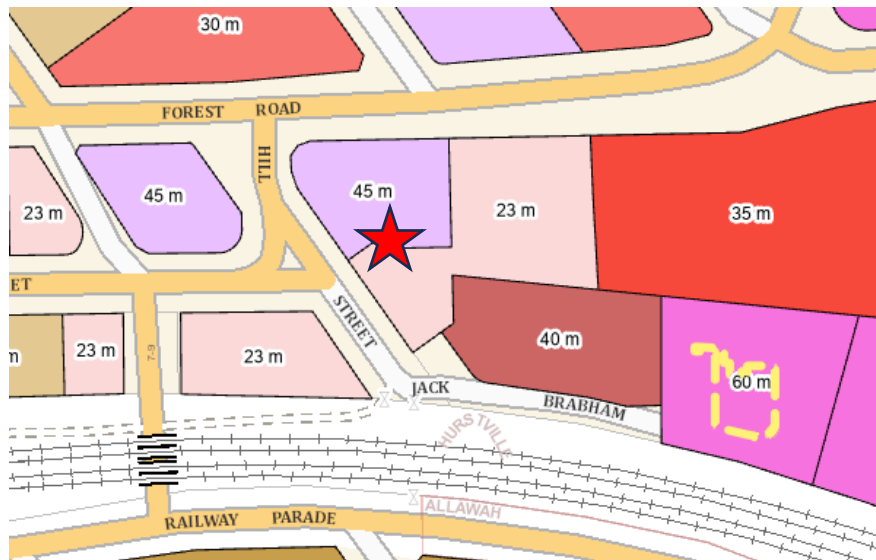 30 m
FOREST ROAD
HILL
45 m
45 m
23 m
23 m
35 m
ET
STREET
m
23 m
7-9
23 m
40 m
60 m
JACK
BRABHAM
HURSTVILLE
ALLAWAH
RAILWAY PARADE